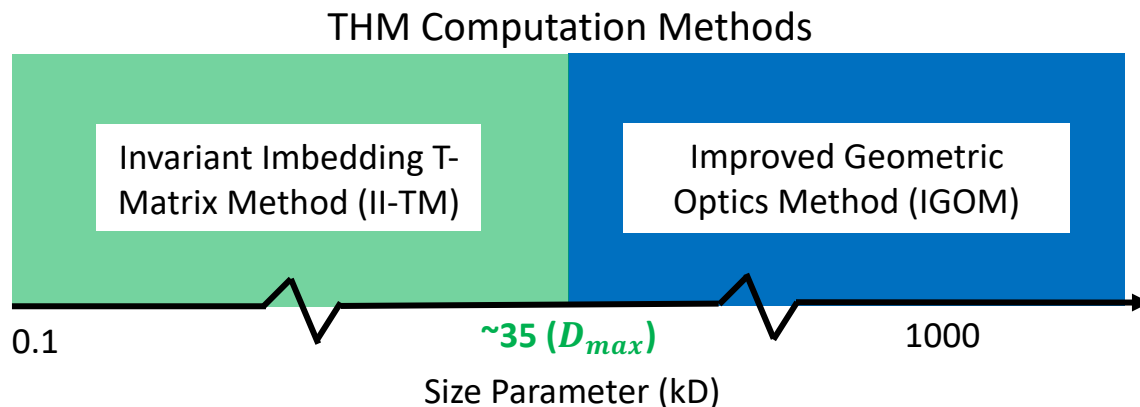 THM Computation Methods
Invariant Imbedding T-
Matrix Method (II-TM)
Improved Geometric
Optics Method (IGOM)
0.1
~35 (D_max)
1000
Size Parameter (kD)